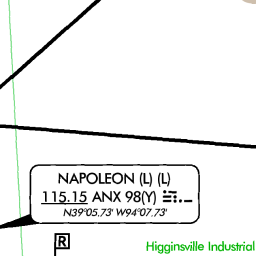 NAPOLEON (L) (L)
115.15 ANX 98(Y)
N39°05.73' W94°07.73'
R
Higginsville Industrial